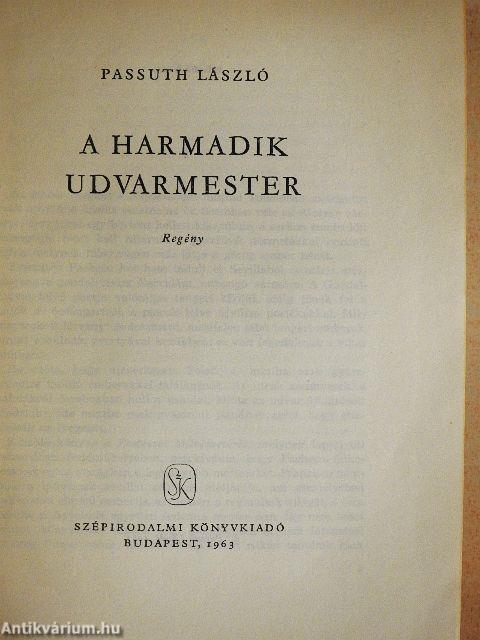 PASSUTH LÁSZLÓ
A HARMADIK
UDVARMESTER
Regény
SZK
SZÉPIRODALMI KÖNYVKIADÓ
BUDAPEST, 1963
Antikvárium.hu